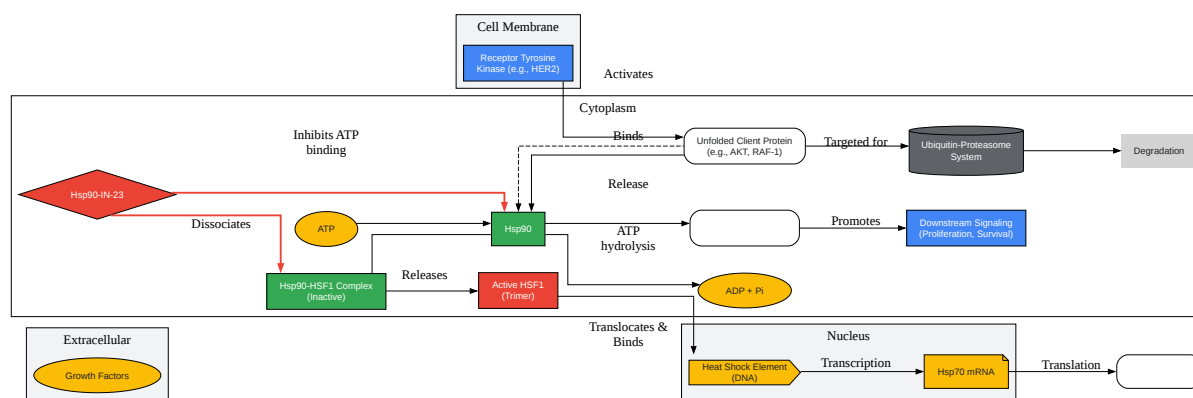 Cell Membrane
Receptor Tyrosine
Kinase (e.g., HER2)
Activates
Cytoplasm
Inhibits ATP
binding
Binds
Unfolded Client Protein
(e.g., AKT, RAF-1)
Targeted for
Ubiquitin-Proteasome
System
Degradation
Hsp90-IN-23
Release
Dissociates
ATP
Hsp90
ATP
hydrolysis
Promotes
Downstream Signaling
(Proliferation, Survival)
Hsp90-HSF1 Complex
(Inactive)
Releases
Active HSF1
(Trimer)
ADP + Pi
Translocates &
Binds
Extracellular
Growth Factors
Nucleus
Heat Shock Element
(DNA)
Transcription
Hsp70 mRNA
Translation